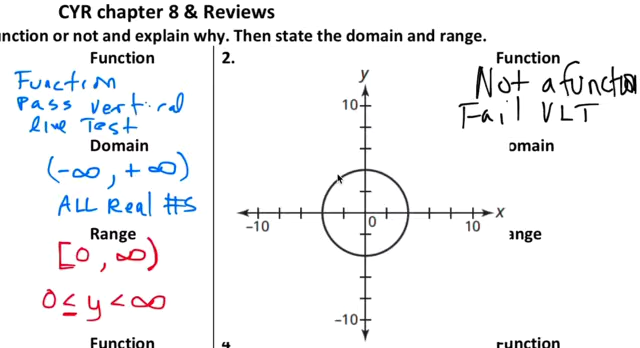 CYR chapter 8 & Reviews
unction or not and explain why. Then state the domain and range.
Function
Function
Pass vertical
line Test
Domain
(-∞, +∞)
ALL Real #s
Range
[0, ∞)
0 ≤ y < ∞
Function
2.
y
10
-10
0
10
x
-10
4
Function
Not a function
Fail VLT
omain
ange
Function